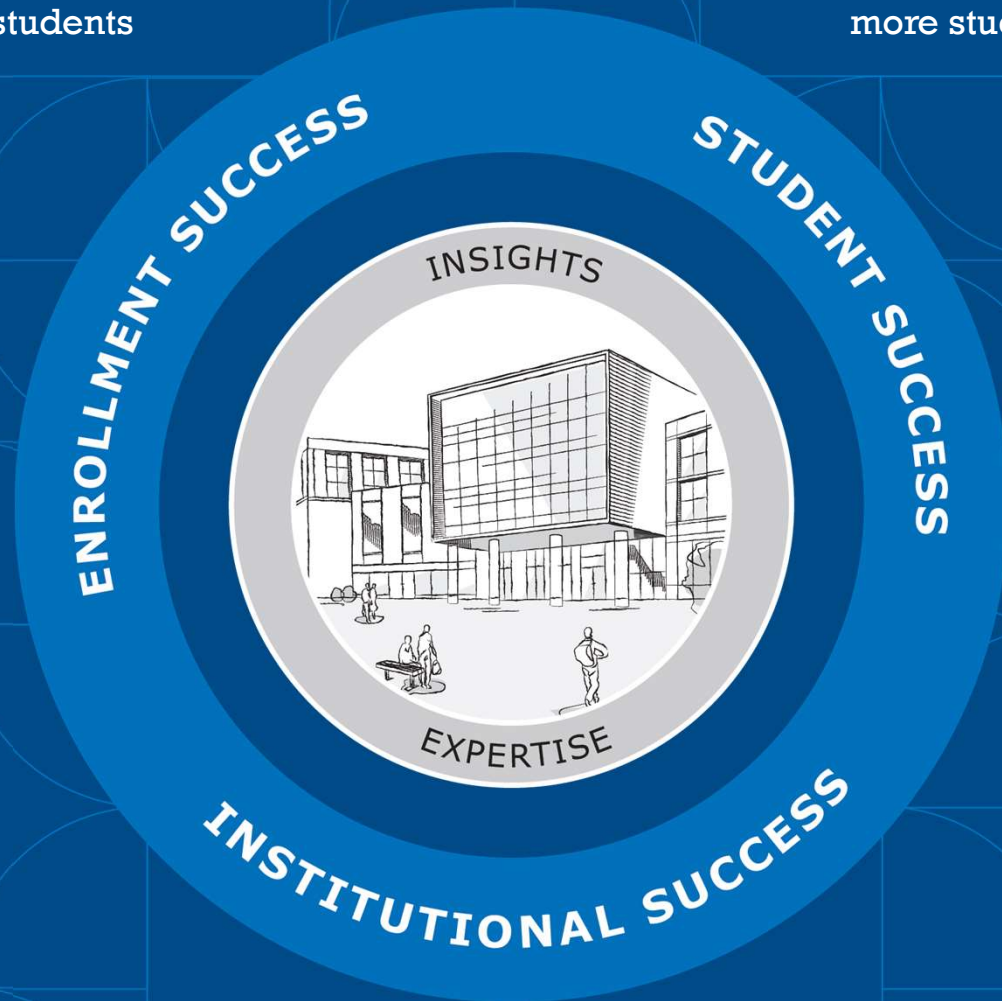 students
more stu
ENROLLMENT SUCCESS
STUDENT SUCCESS
INSIGHTS
EXPERTISE
INSTITUTIONAL SUCCESS